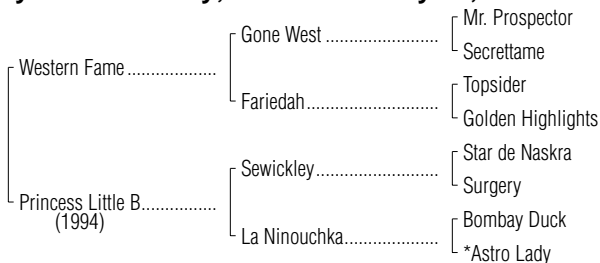 Mr. Prospector
Gone West
Secrettame
Western Fame
Topsider
Fariedah
Golden Highlights
Star de Naskra
Sewickley
Surgery
Princess Little B.
(1994)
Bombay Duck
La Ninouchka
*Astro Lady